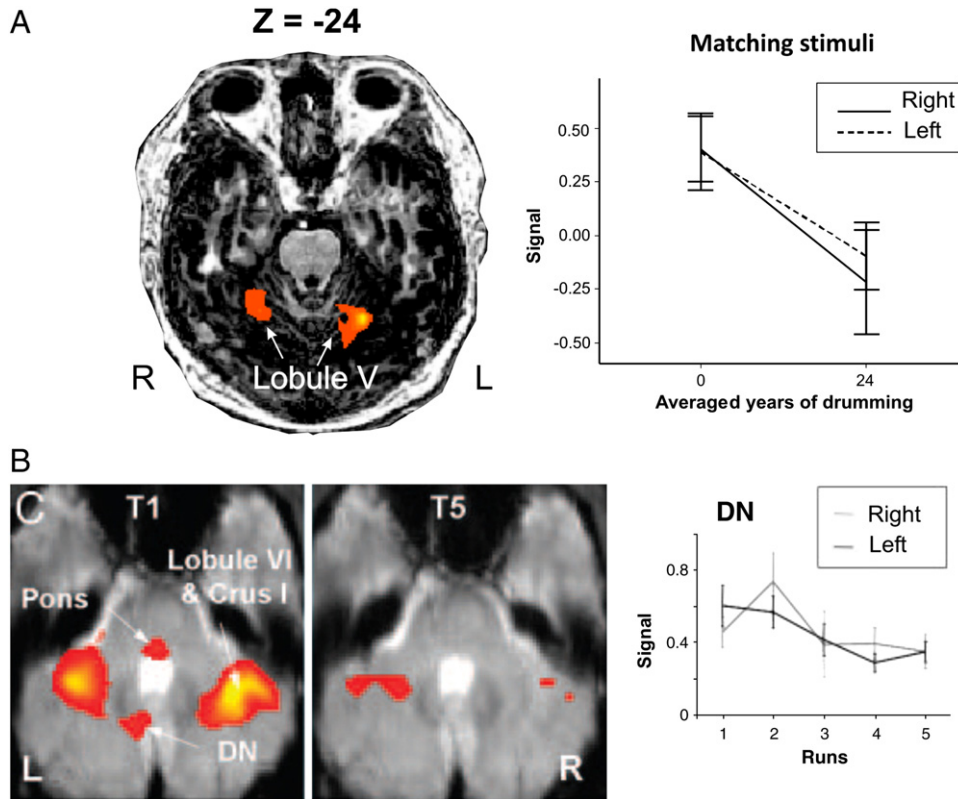 A
Z = -24
Lobule V
R
L
Matching stimuli
Right
Left
0.50
0.25
0.00
-0.25
-0.50
Signal
0
24
Averaged years of drumming
B
C
T1
T5
Lobule VI
& Crus I
Pons
DN
L
R
DN
Right
Left
0.8
0.4
0
Signal
1 2 3 4 5
Runs